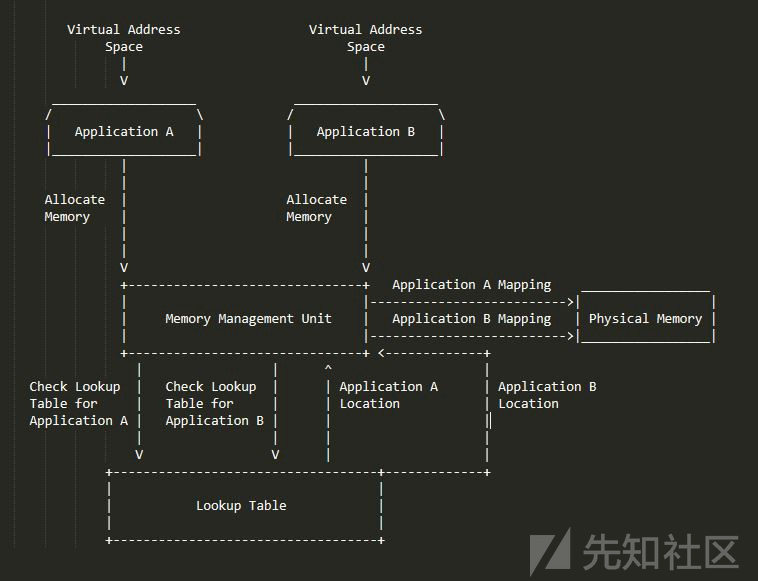 Virtual Address Virtual Address
Space Space
Application A Application B
Allocate Allocate
Memory Memory
Application A Mapping
Memory Management Unit Application B Mapping Physical Memory
Check Lookup Check Lookup Application A Application B
Table for Table for Location Location
Application A Application B
Lookup Table
先知社区